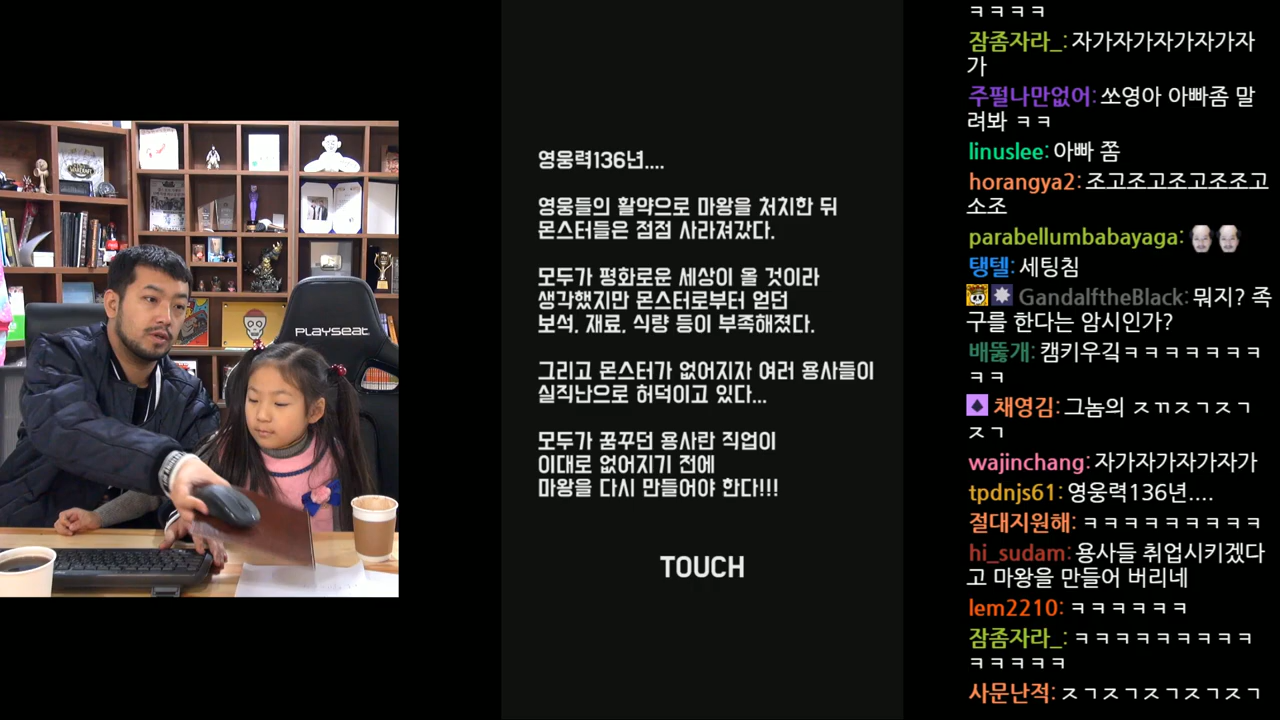 PLAYSEAT
영웅력136년....
영웅들의 활약으로 마왕을 처치한 뒤
몬스터들은 점점 사라져갔다.
모두가 평화로운 세상이 올 것이라
생각했지만 몬스터로부터 얻던
보석, 재료, 식량 등이 부족해졌다.
그리고 몬스터가 없어지자 여러 용사들이
실직난으로 허덕이고 있다...
모두가 꿈꾸던 용사란 직업이
이대로 없어지기 전에
마왕을 다시 만들어야 한다!!!
TOUCH
ㅋㅋㅋㅋ
잠좀자라_: 자가자가자가자가자
가
주펄나만없어: 쏘영아 아빠좀 말
려봐 ㅋㅋ
linuslee: 아빠 쫌
horangya2: 조고조고조고조조고
소조
parabellumbabayaga:
탱텔: 세팅침
GandalftheBlack: 뭐지? 족
구를 한다는 암시인가?
배뚫개: 캠키우긬ㅋㅋㅋㅋㅋㅋㅋ
ㅋㅋ
채영김: 그놈의 ㅈㄲㅈㄱㅈㄱ
ㅈㄱ
wajinchang: 자가자가자가자가
tpdnjs61: 영웅력136년....
절대지원해: ㅋㅋㅋㅋㅋㅋㅋㅋㅋ
hi_sudam: 용사들 취업시키겠다
고 마왕을 만들어 버리네
lem2210: ㅋㅋㅋㅋㅋㅋ
잠좀자라_: ㅋㅋㅋㅋㅋㅋㅋㅋㅋ
ㅋㅋㅋㅋㅋ
사문난적: ㅈㄱㅈㄱㅈㄱㅈㄱㅈㄱ